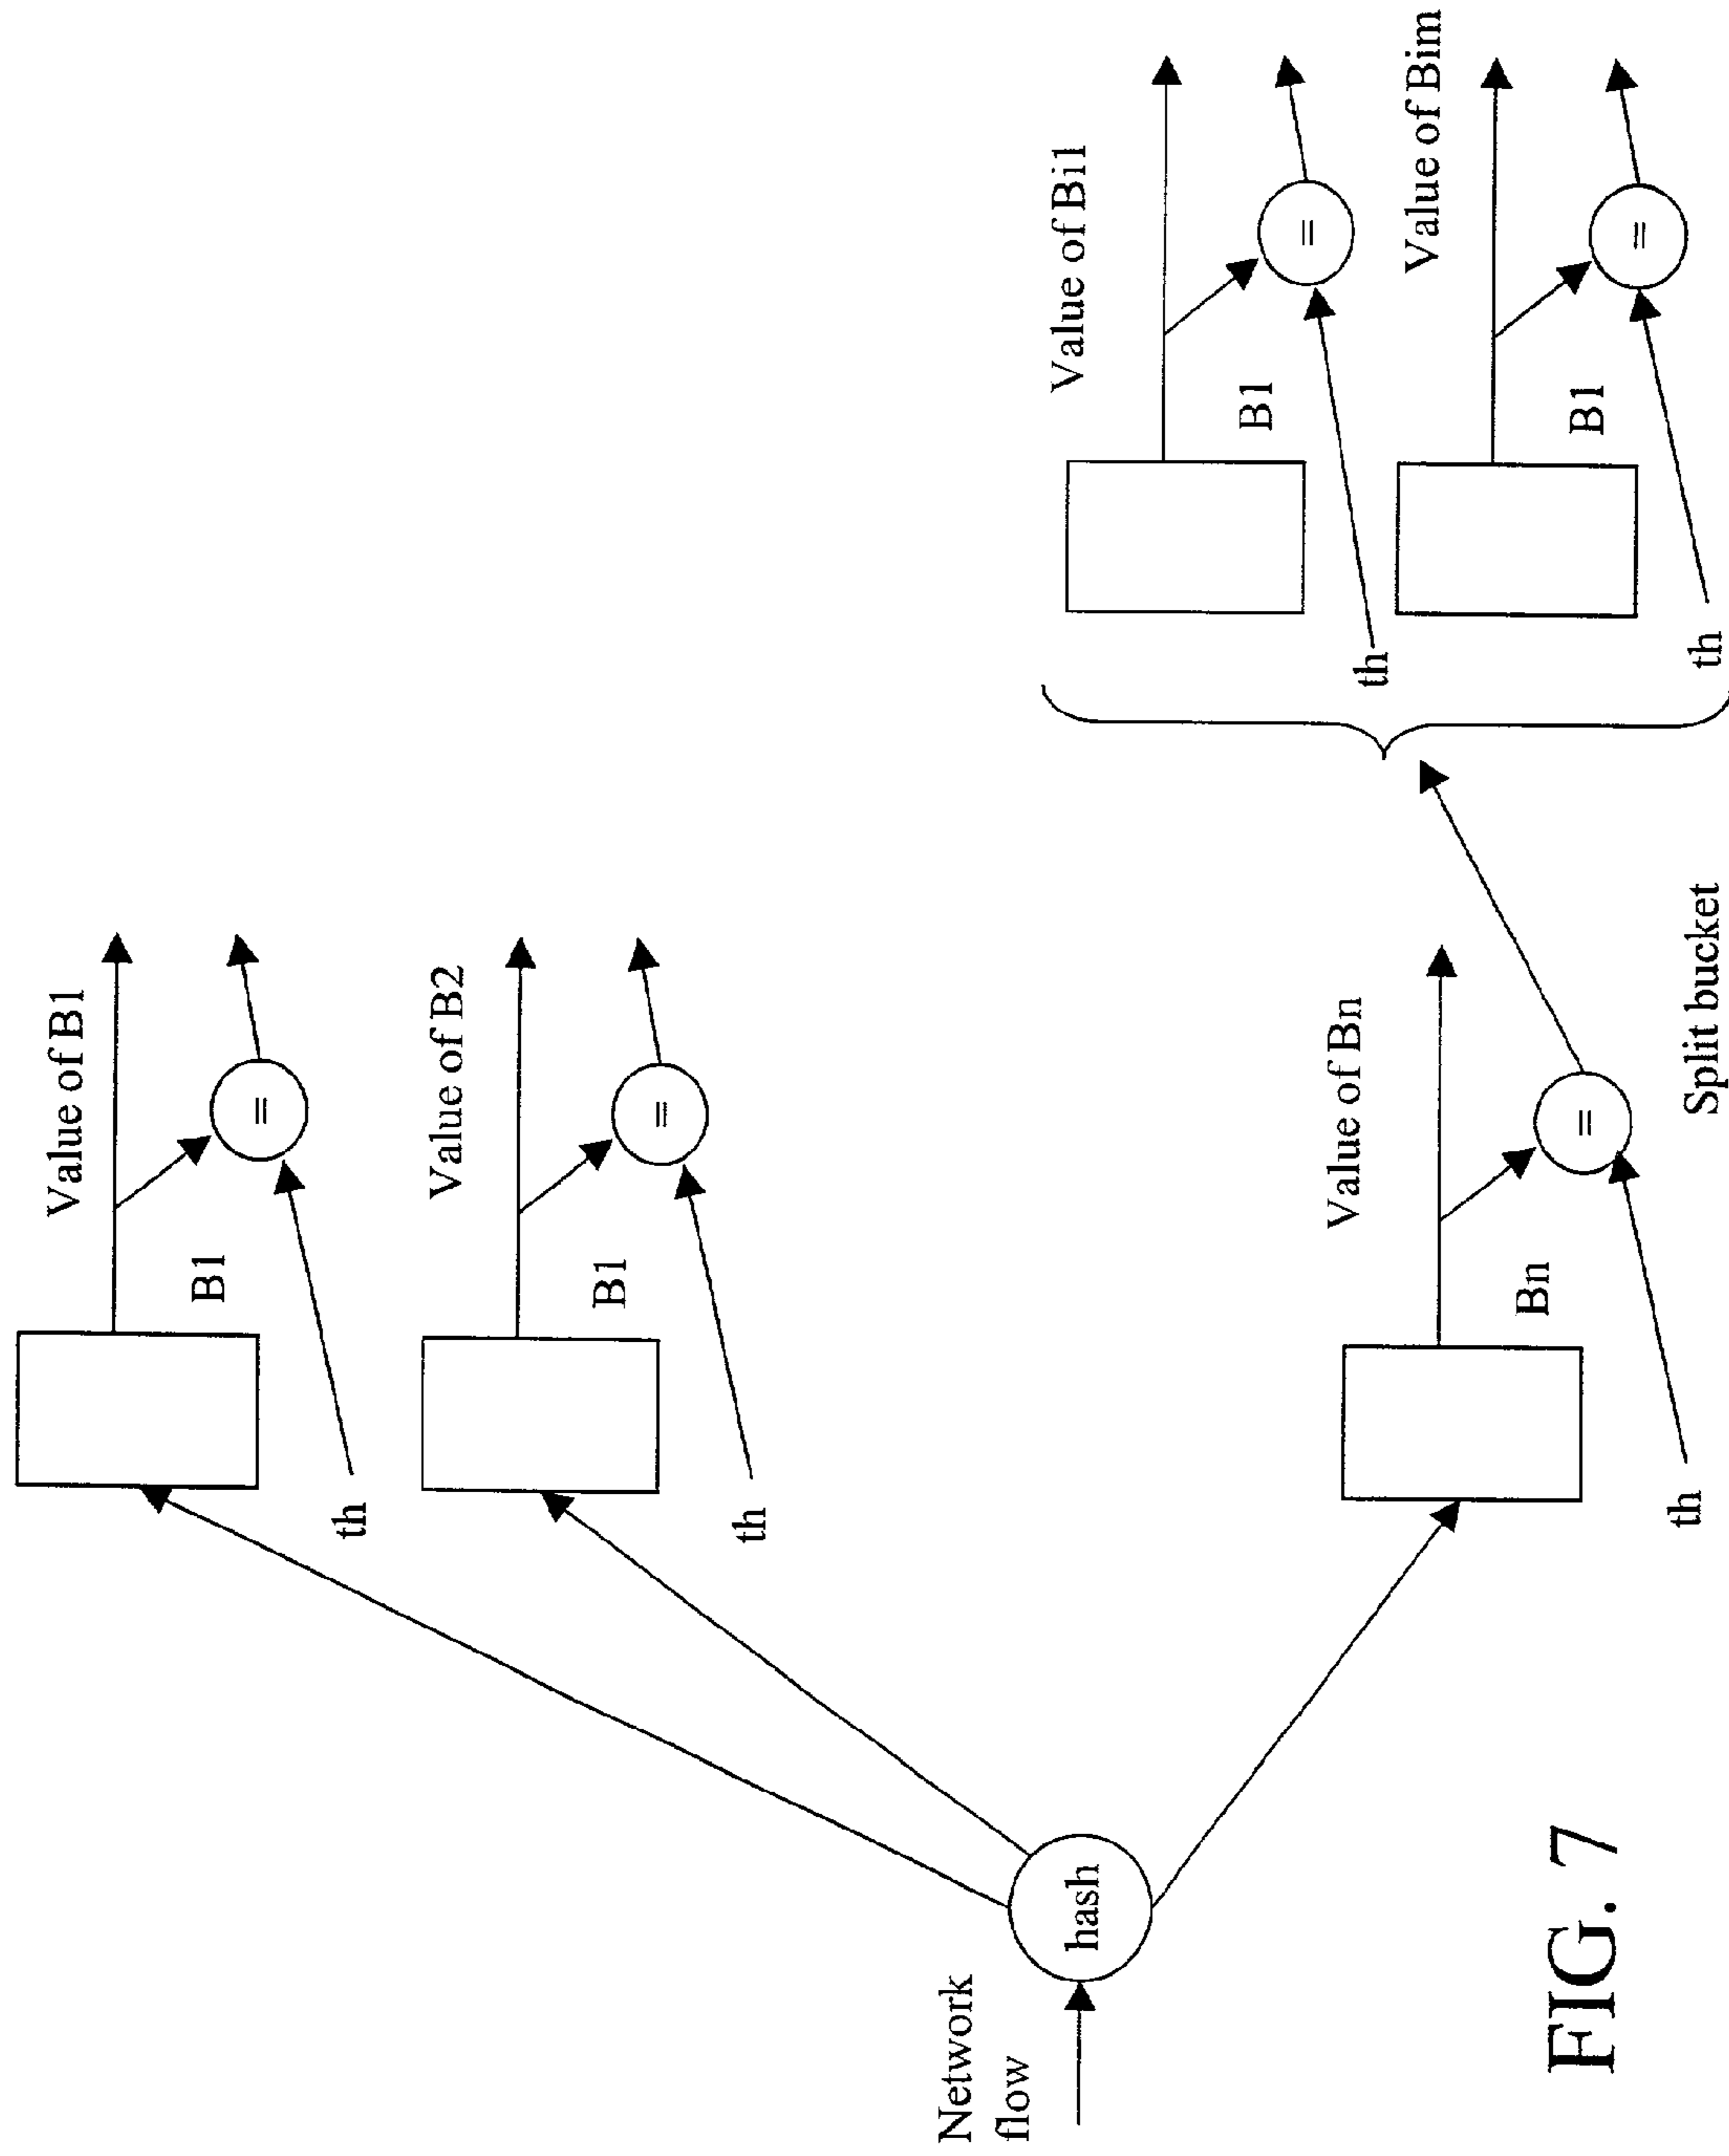 Value of B1
B1
=
th
Value of B2
B1
=
th
Network
flow
hash
Value of Bn
Bn
=
th
Split bucket
Value of Bi1
B1
=
th
Value of Bim
B1
=
th
FIG. 7